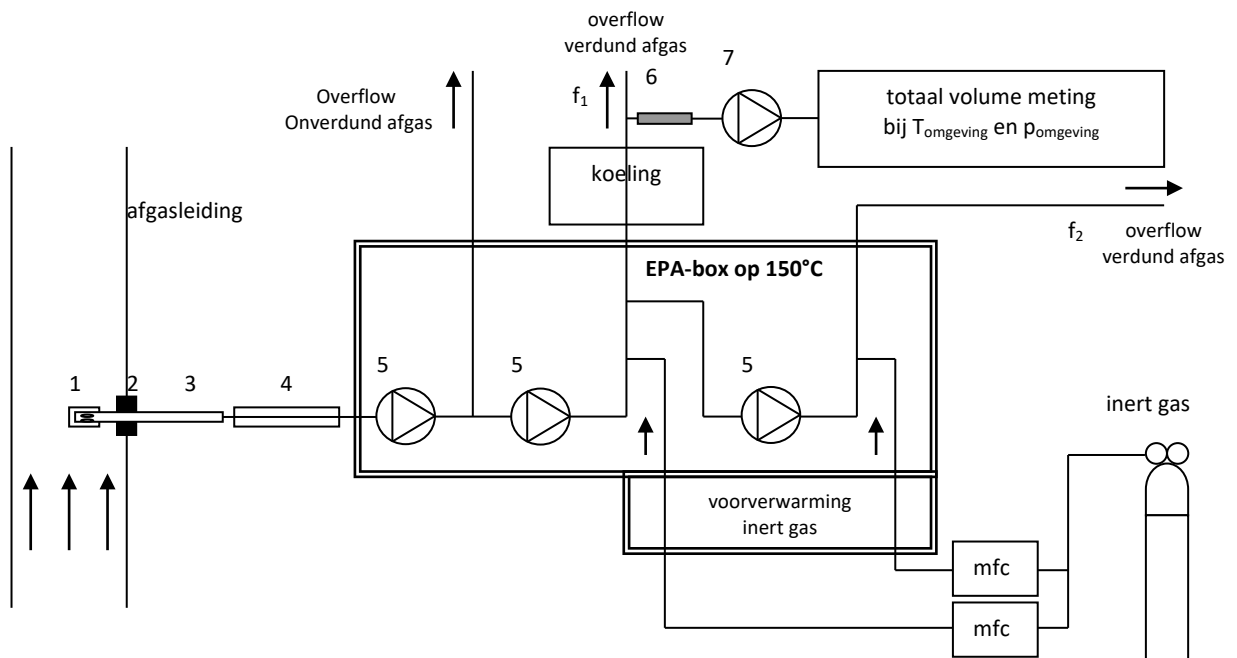 overflow
verdund afgas
7
6
f1
Overflow
Onverdund afgas
totaal volume meting
bij Tomgeving en pomgeving
koeling
afgasleiding
f2
overflow
verdund afgas
EPA-box op 150°C
1
2
3
4
5
5
5
inert gas
voorverwarming
inert gas
mfc
mfc